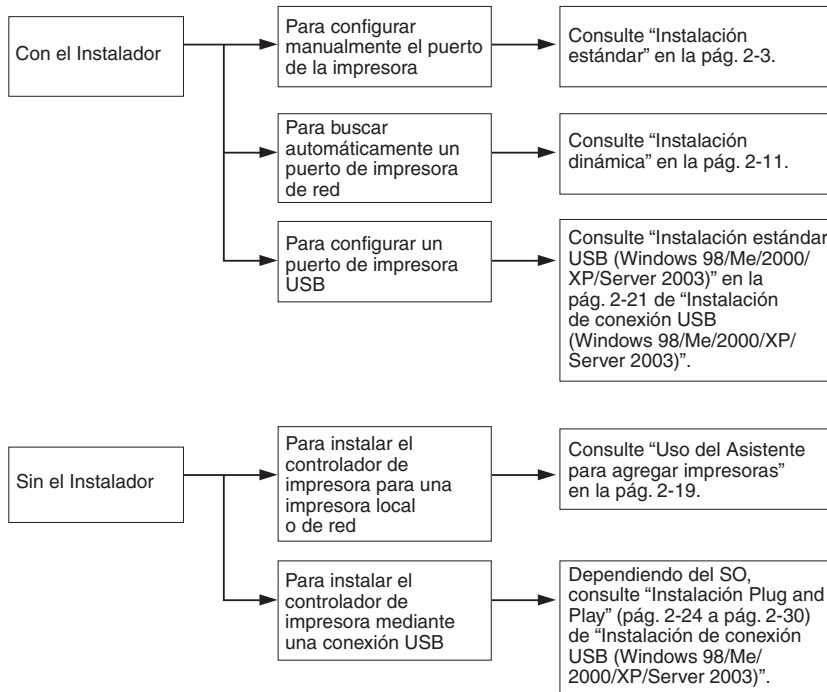 Con el Instalador
Para configurar
manualmente el puerto
de la impresora
Consulte “Instalación
estándar” en la pág. 2-3.
Para buscar
automáticamente un
puerto de impresora
de red
Consulte “Instalación
dinámica” en la pág. 2-11.
Para configurar un
puerto de impresora
USB
Consulte “Instalación estándar
USB (Windows 98/Me/2000/
XP/Server 2003)” en la
pág. 2-21 de “Instalación
de conexión USB
(Windows 98/Me/2000/XP/
Server 2003)”.
Sin el Instalador
Para instalar el
controlador de
impresora para una
impresora local
o de red
Consulte “Uso del Asistente
para agregar impresoras”
en la pág. 2-19.
Para instalar el
controlador de
impresora mediante
una conexión USB
Dependiendo del SO,
consulte “Instalación Plug and
Play” (pág. 2-24 a pág. 2-30)
de “Instalación de conexión
USB (Windows 98/Me/
2000/XP/Server 2003)”.